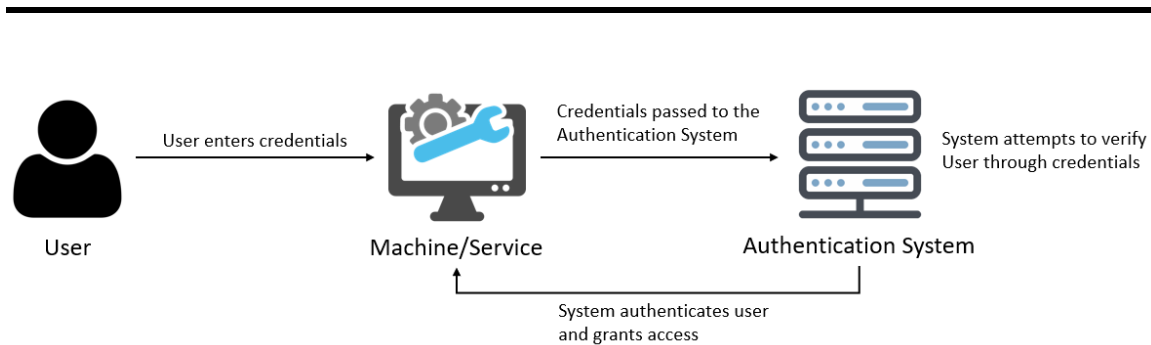 User enters credentials
Credentials passed to the
Authentication System
System attempts to verify
User through credentials
User
Machine/Service
Authentication System
System authenticates user
and grants access